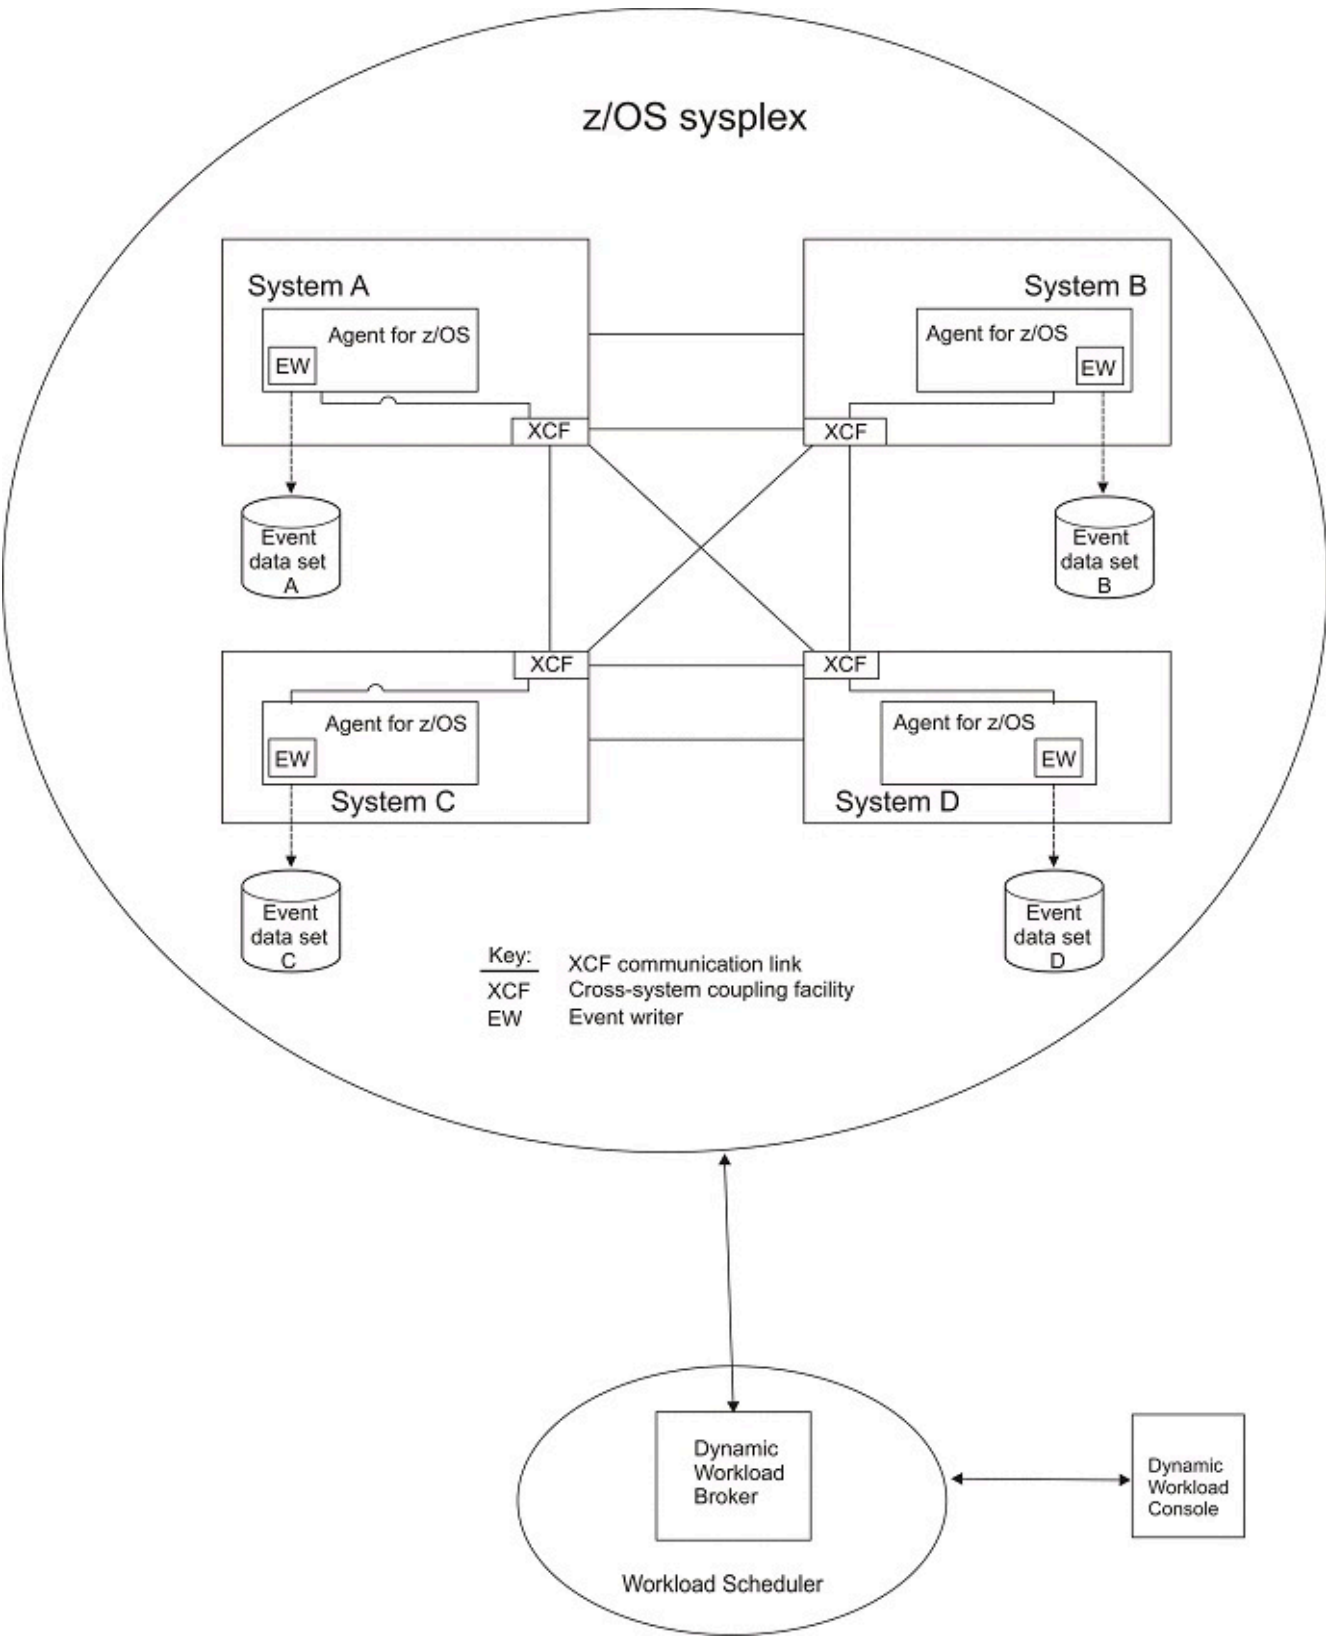 z/OS sysplex
System A
Agent for z/OS
EW
XCF
Event
data set
A
System B
Agent for z/OS
EW
XCF
Event
data set
B
XCF
Agent for z/OS
EW
System C
Event
data set
C
XCF
Agent for z/OS
EW
System D
Event
data set
D
Key:
XCF communication link
XCF Cross-system coupling facility
EW Event writer
Dynamic
Workload
Broker
Workload Scheduler
Dynamic
Workload
Console